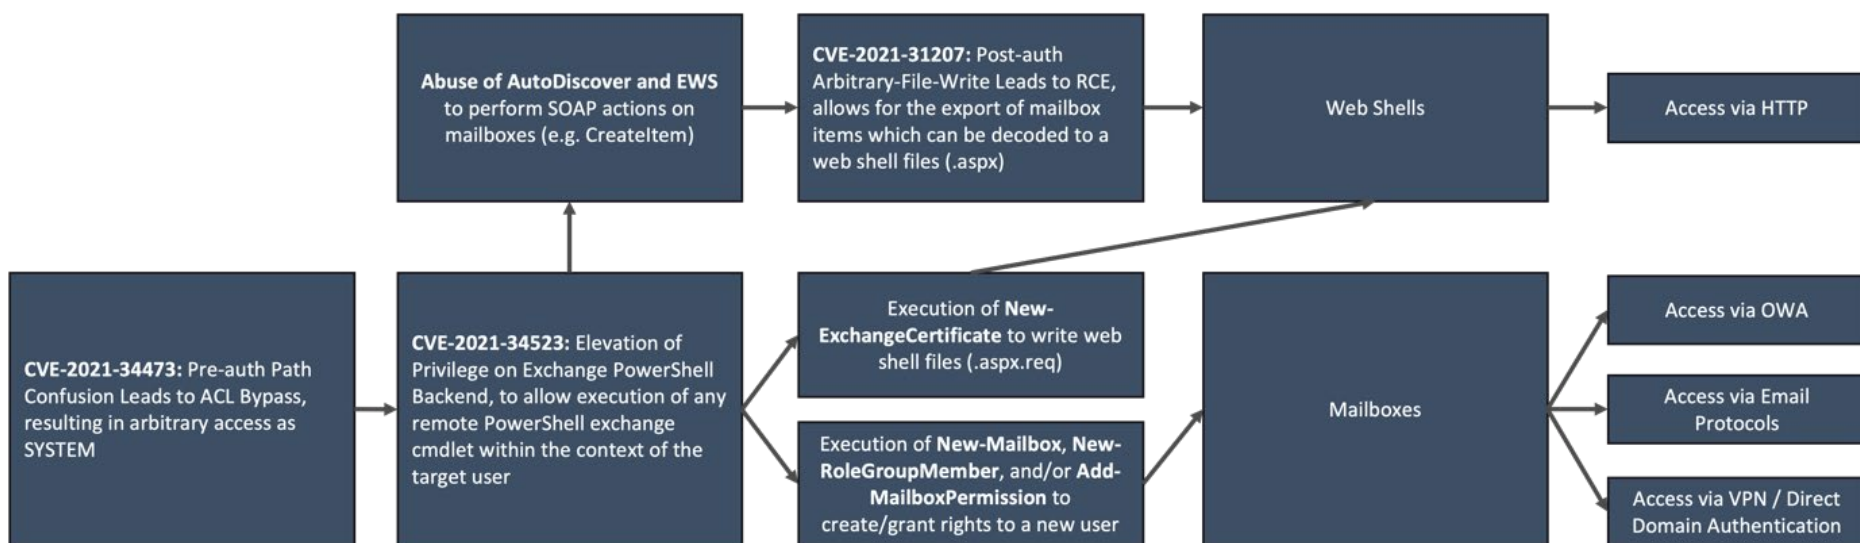 Abuse of AutoDiscover and EWS
to perform SOAP actions on
mailboxes (e.g. CreateItem)
CVE-2021-31207: Post-auth
Arbitrary-File-Write Leads to RCE,
allows for the export of mailbox
items which can be decoded to a
web shell files (.aspx)
Web Shells
Access via HTTP
CVE-2021-34473: Pre-auth Path
Confusion Leads to ACL Bypass,
resulting in arbitrary access as
SYSTEM
CVE-2021-34523: Elevation of
Privilege on Exchange PowerShell
Backend, to allow execution of any
remote PowerShell exchange
cmdlet within the context of the
target user
Execution of New-
ExchangeCertificate to write web
shell files (.aspx.req)
Execution of New-Mailbox, New-
RoleGroupMember, and/or Add-
MailboxPermission to
create/grant rights to a new user
Mailboxes
Access via OWA
Access via Email
Protocols
Access via VPN / Direct
Domain Authentication